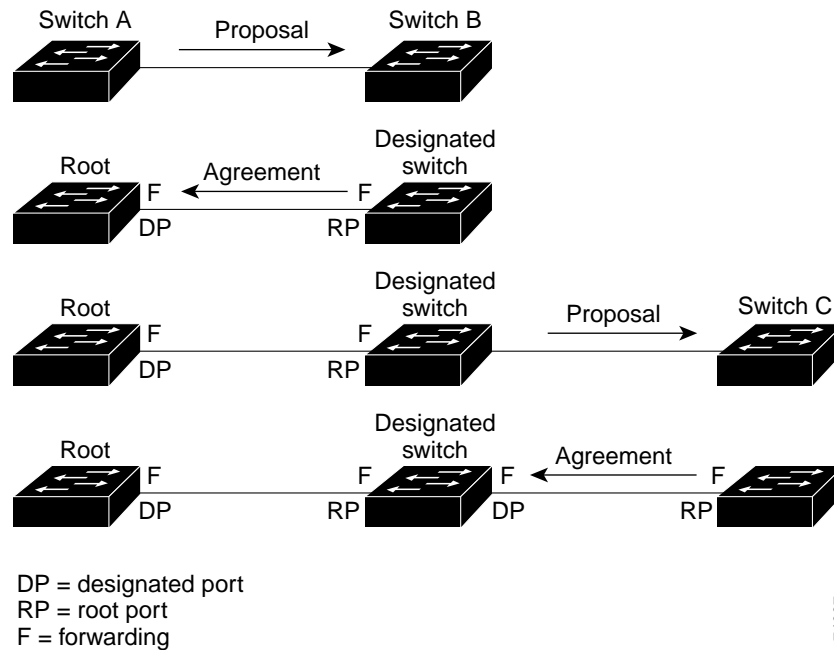 Switch A
Proposal
Switch B
Root
F
Agreement
F
Designated
switch
DP
RP
Root
F
F
Designated
switch
Proposal
Switch C
DP
RP
Root
F
F
Designated
switch
F
Agreement
F
DP
RP
DP
RP
DP = designated port
RP = root port
F = forwarding